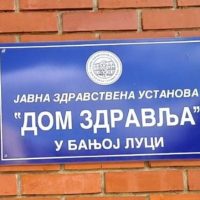 ЈАВНА ЗДРАВСТВЕНА УСТАНОВА
"ДОМ ЗДРАВЉА"
У БАЊОЈ ЛУЦИ